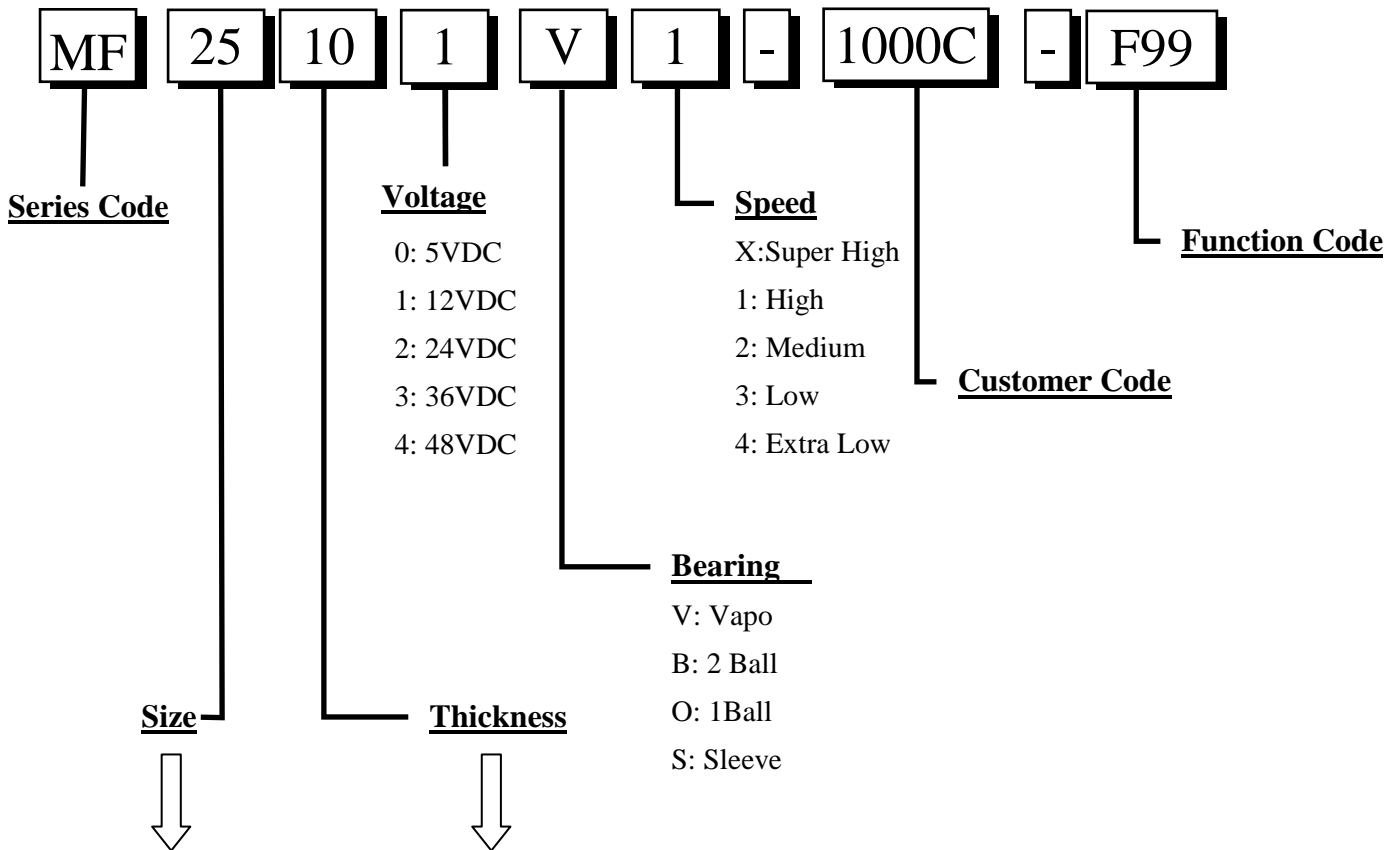 MF 25 10 1 V 1 - 1000C - F99
Series Code
Voltage
0: 5VDC
1: 12VDC
2: 24VDC
3: 36VDC
4: 48VDC
Speed
X:Super High
1: High
2: Medium
3: Low
4: Extra Low
Function Code
Customer Code
Bearing
V: Vapo
B: 2 Ball
O: 1Ball
S: Sleeve
Size
Thickness